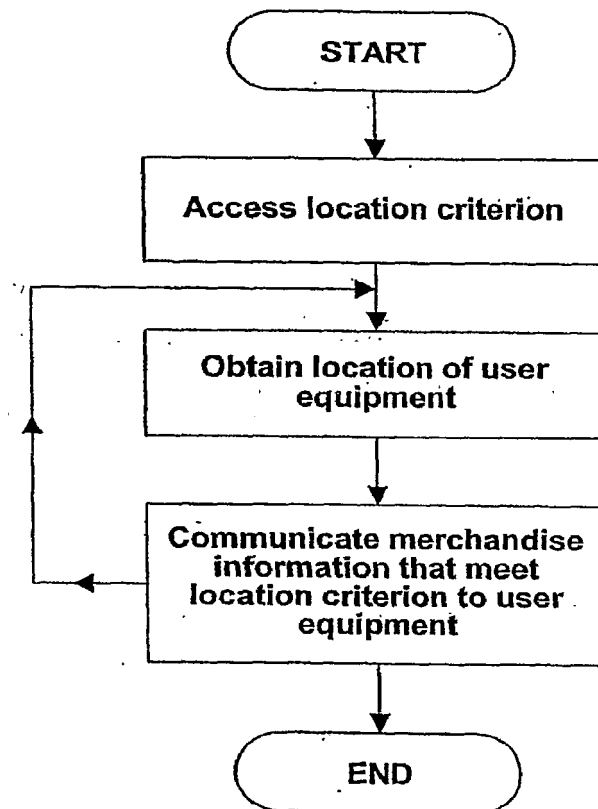 START
Access location criterion
Obtain location of user
equipment
Communicate merchandise
information that meet
location criterion to user
equipment
END